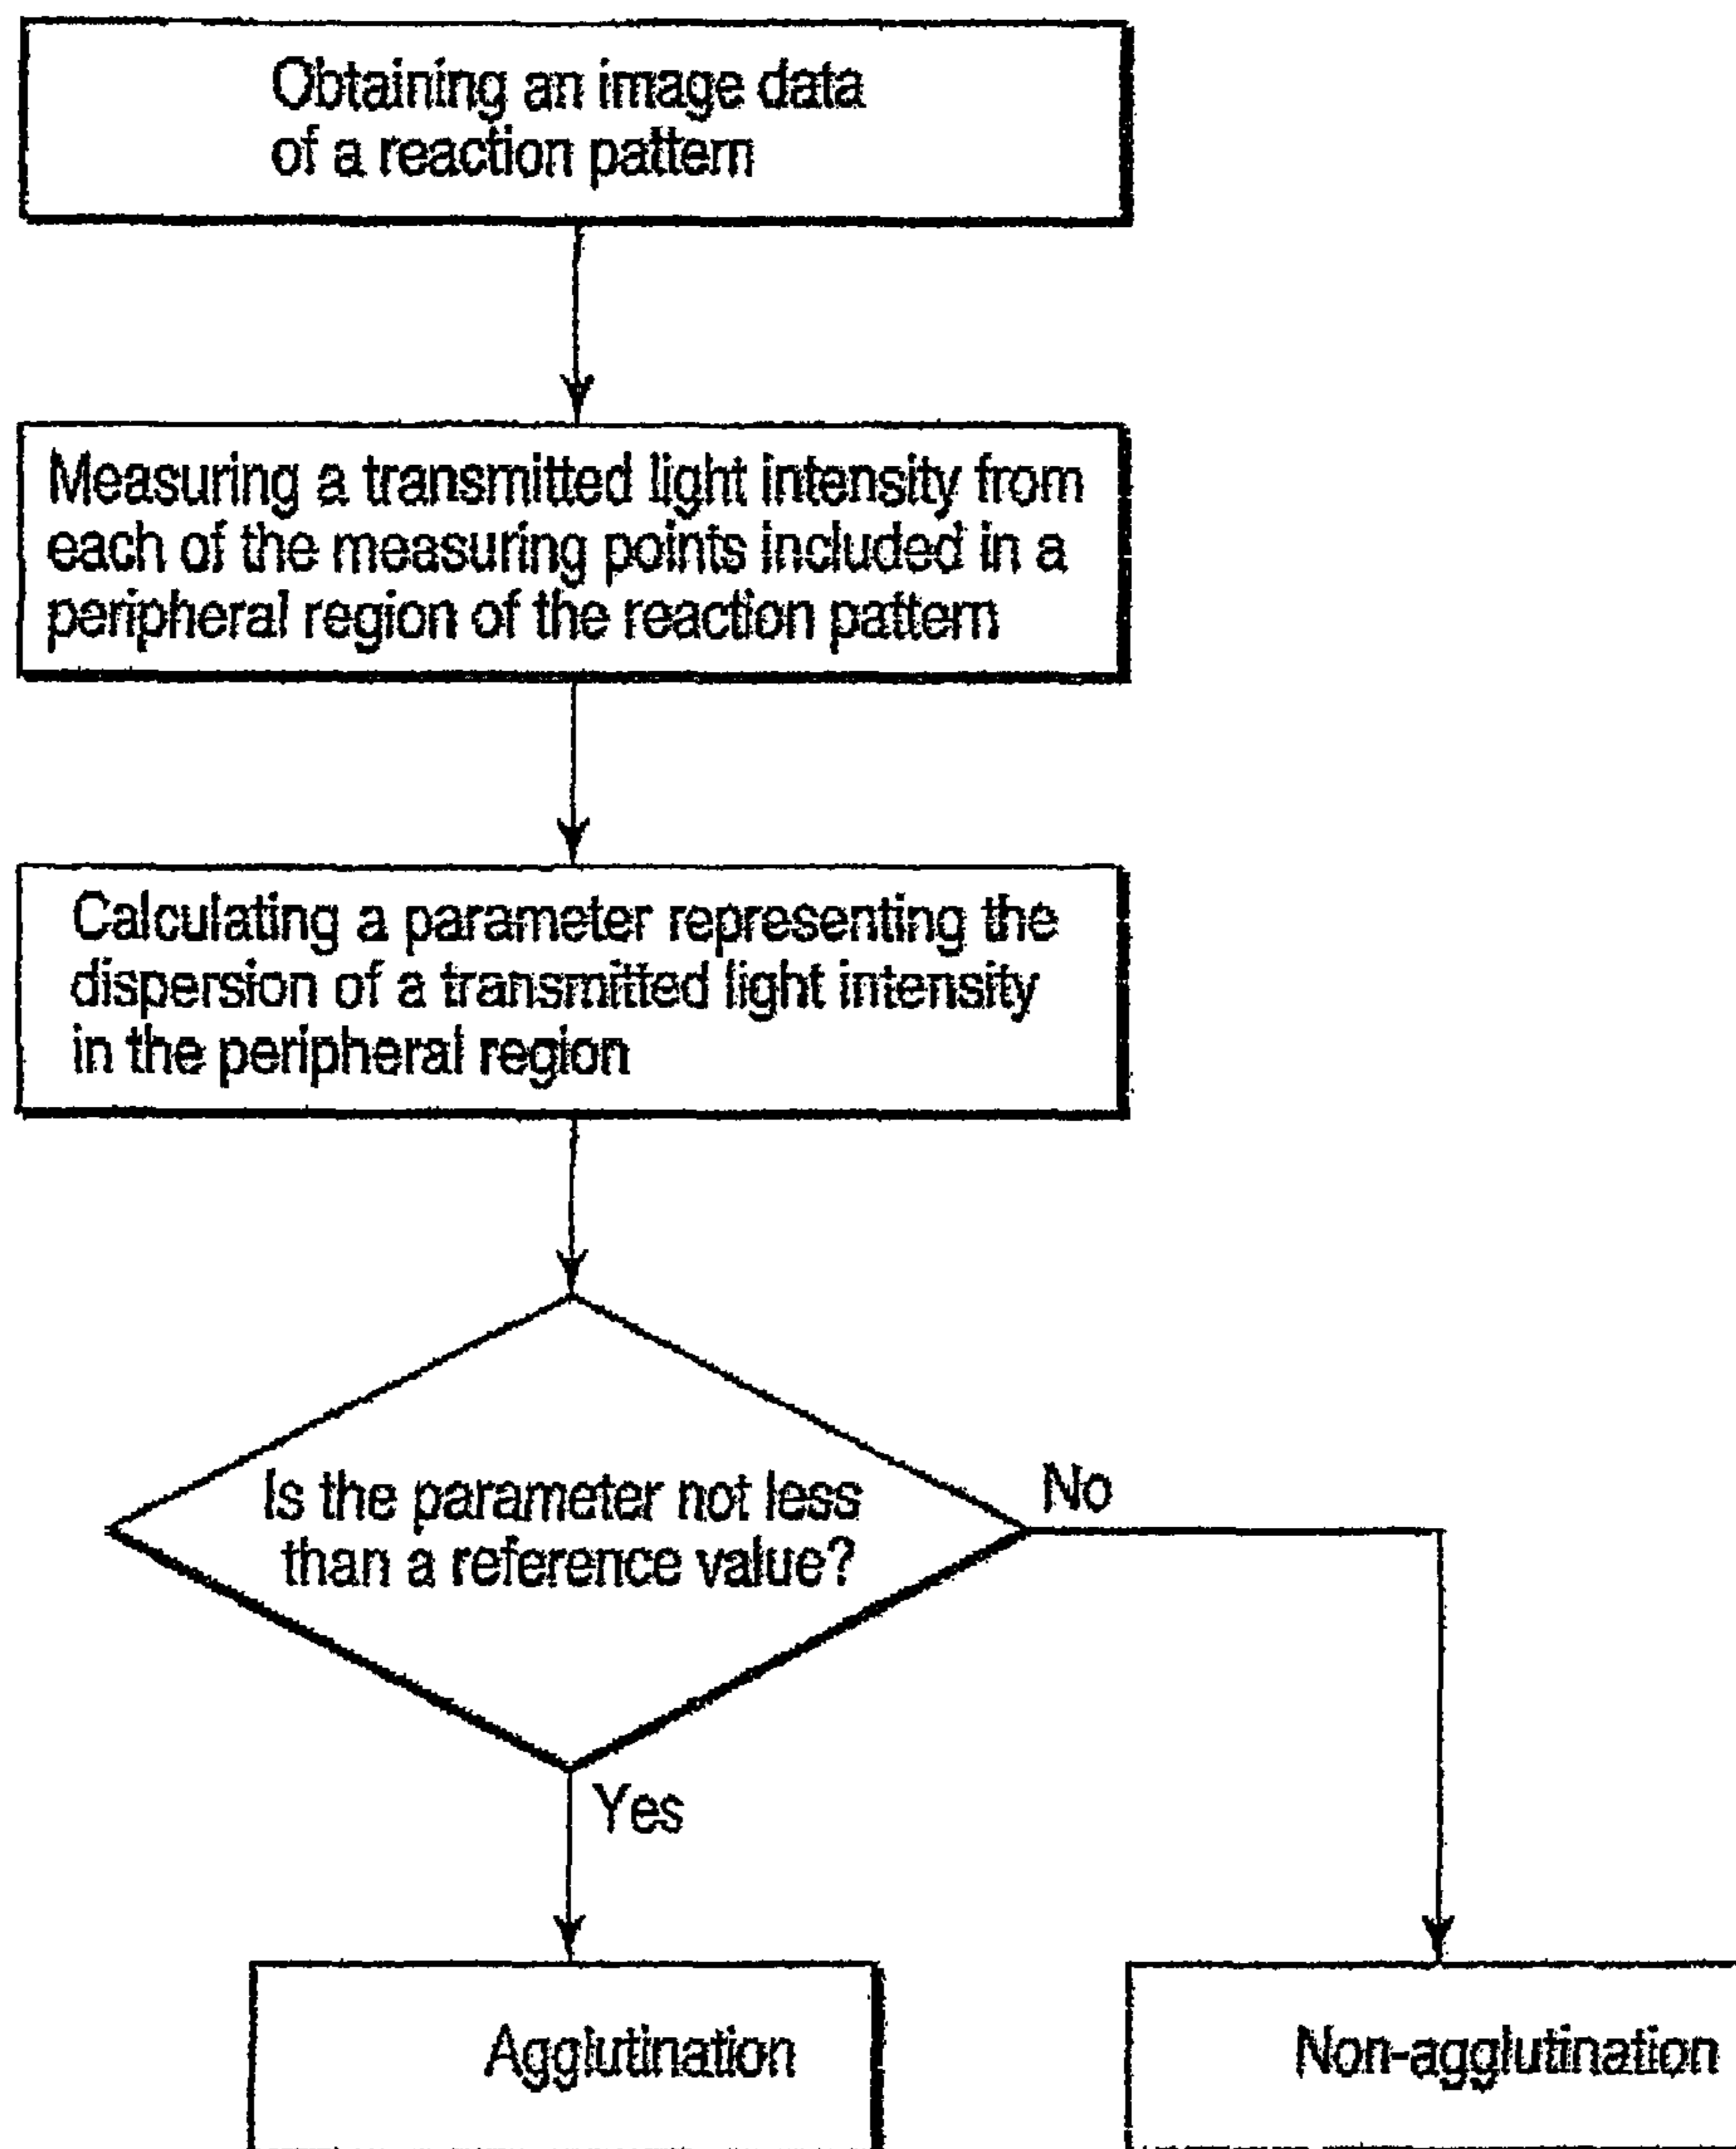 Obtaining an image data
of a reaction pattern
Measuring a transmitted light intensity from
each of the measuring points included in a
peripheral region of the reaction pattern
Calculating a parameter representing the
dispersion of a transmitted light intensity
in the peripheral region
Is the parameter not less
than a reference value?
No
Yes
Agglutination
Non-agglutination